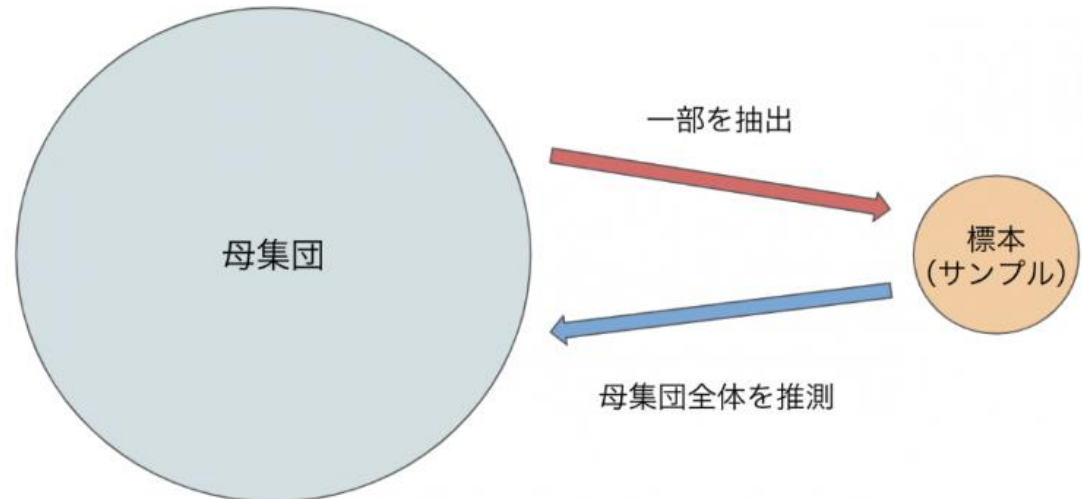 一部を抽出
母集団
標本
（サンプル）
母集団全体を推測